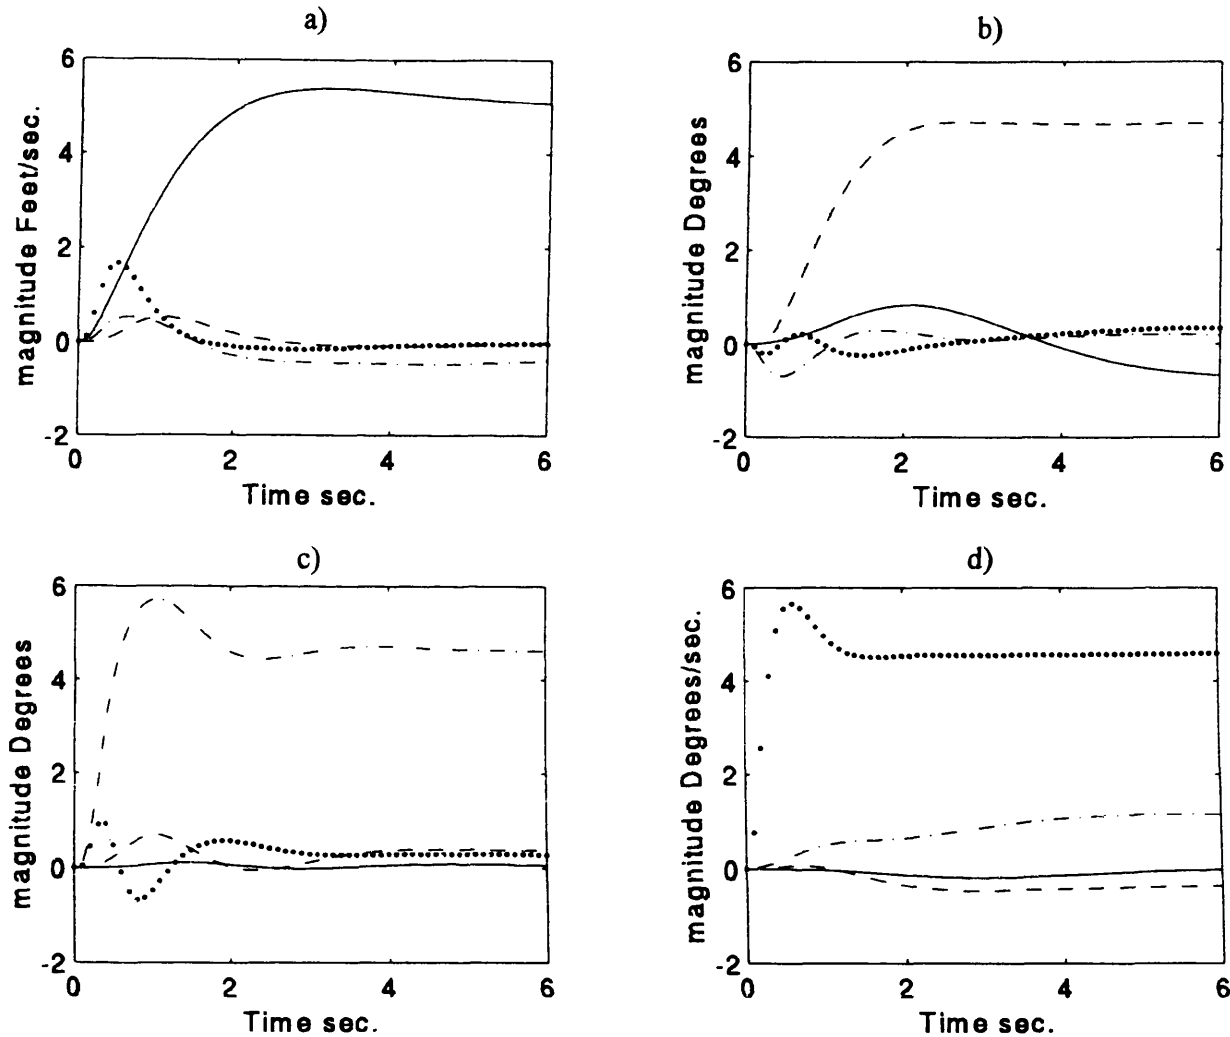 a)
6
4
2
0
-2
0 2 4 6
magnitude Feet/sec.
Time sec.
b)
6
4
2
0
-2
0 2 4 6
magnitude Degrees
Time sec.
c)
6
4
2
0
-2
0 2 4 6
magnitude Degrees
Time sec.
d)
6
4
2
0
-2
0 2 4 6
magnitude Degrees/sec.
Time sec.